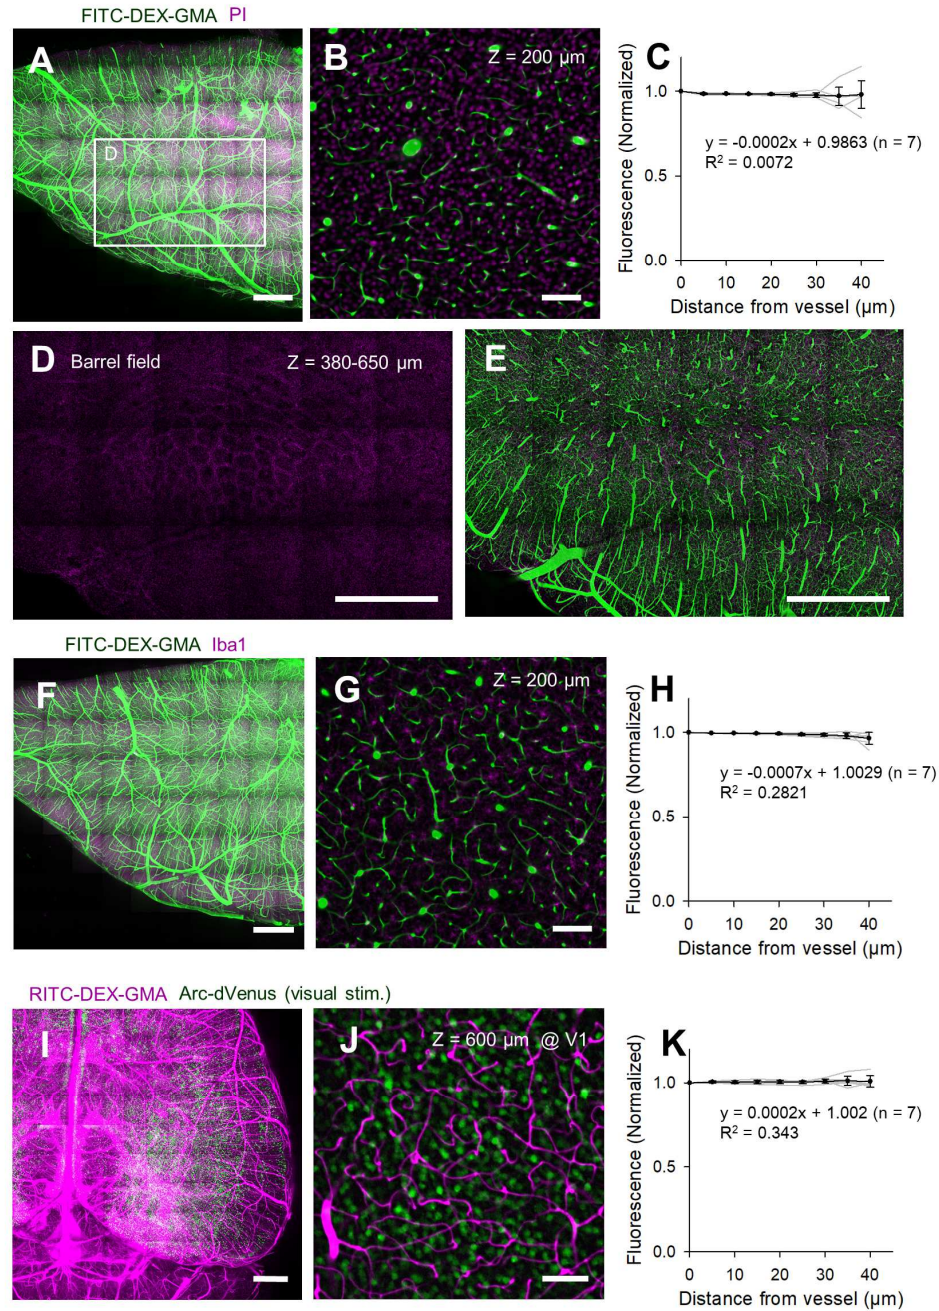 FITC-DEX-GMA PI
A
D
B
Z = 200 µm
C
Fluorescence (Normalized)
1.0
0.5
0.0
y = -0.0002x + 0.9863 (n = 7)
R² = 0.0072
0 10 20 30 40
Distance from vessel (µm)
D Barrel field Z = 380-650 µm
E
FITC-DEX-GMA Iba1
F
G
Z = 200 µm
H
Fluorescence (Normalized)
1.0
0.5
0.0
y = -0.0007x + 1.0029 (n = 7)
R² = 0.2821
0 10 20 30 40
Distance from vessel (µm)
RITC-DEX-GMA Arc-dVenus (visual stim.)
I
J
Z = 600 µm @ V1
K
Fluorescence (Normalized)
1.0
0.5
0.0
y = 0.0002x + 1.002 (n = 7)
R² = 0.343
0 10 20 30 40
Distance from vessel (µm)